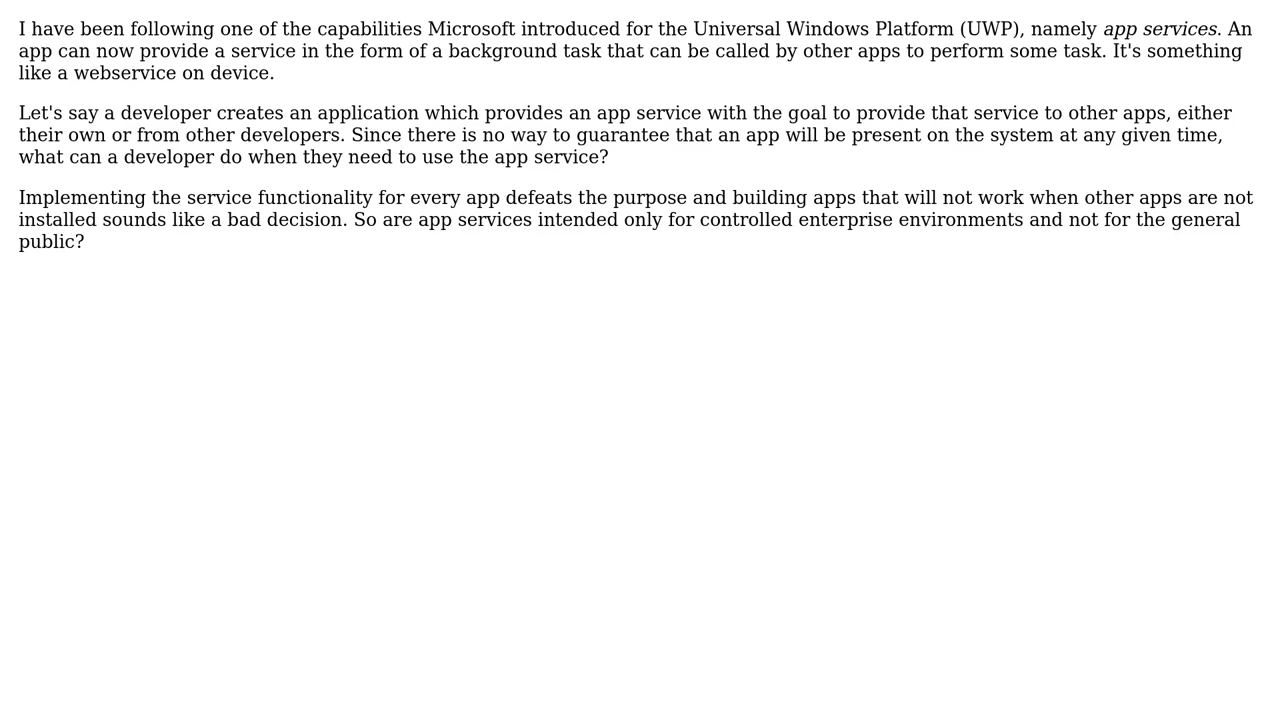 I have been following one of the capabilities Microsoft introduced for the Universal Windows Platform (UWP), namely app services. An
app can now provide a service in the form of a background task that can be called by other apps to perform some task. It's something
like a webservice on device.
Let's say a developer creates an application which provides an app service with the goal to provide that service to other apps, either
their own or from other developers. Since there is no way to guarantee that an app will be present on the system at any given time,
what can a developer do when they need to use the app service?
Implementing the service functionality for every app defeats the purpose and building apps that will not work when other apps are not
installed sounds like a bad decision. So are app services intended only for controlled enterprise environments and not for the general
public?